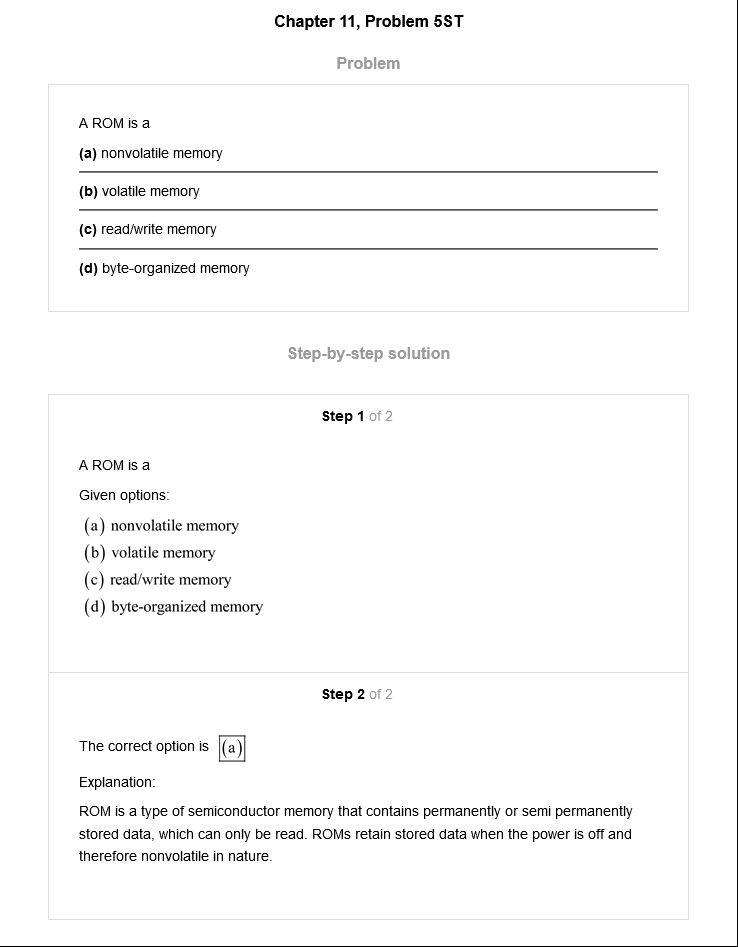 Chapter 11, Problem 5ST
Problem
A ROM is a
(a) nonvolatile memory
(b) volatile memory
(c) read/write memory
(d) byte-organized memory
Step-by-step solution
Step 1 of 2
A ROM is a
Given options:
(a) nonvolatile memory
(b) volatile memory
(c) read/write memory
(d) byte-organized memory
Step 2 of 2
The correct option is (a)
Explanation:
ROM is a type of semiconductor memory that contains permanently or semi permanently
stored data, which can only be read. ROMs retain stored data when the power is off and
therefore nonvolatile in nature.